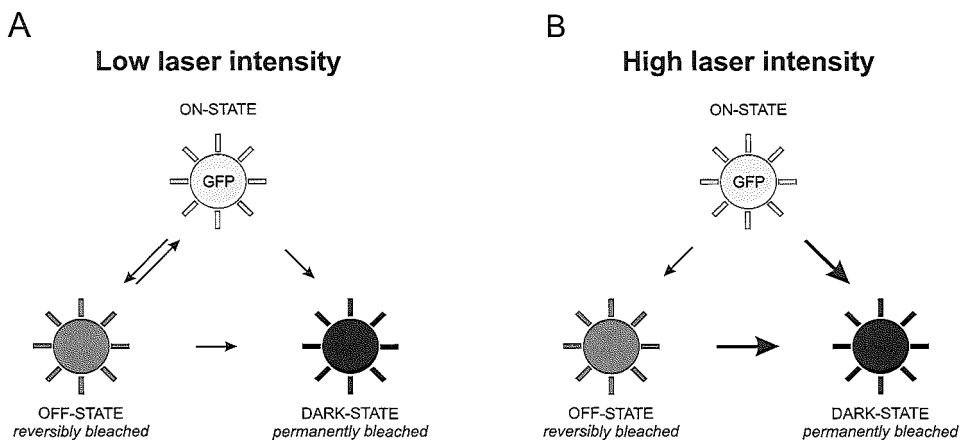 A
Low laser intensity
ON-STATE
GFP
OFF-STATE
reversibly bleached
DARK-STATE
permanently bleached
B
High laser intensity
ON-STATE
GFP
OFF-STATE
reversibly bleached
DARK-STATE
permanently bleached